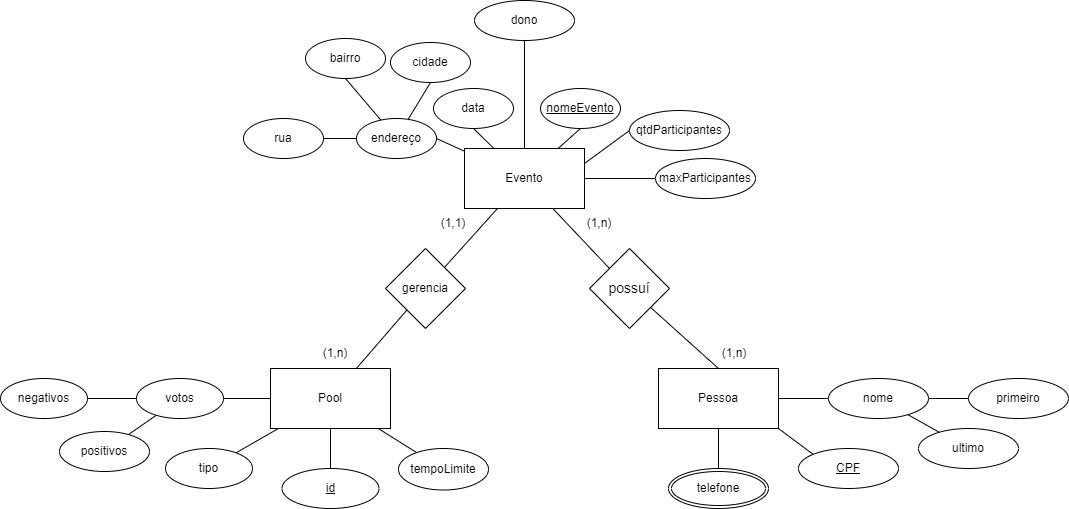 dono
bairro
cidade
data
nomeEvento
rua
endereço
qtdParticipantes
Evento
maxParticipantes
(1,1)
(1,n)
gerencia
possuí
(1,n)
(1,n)
negativos
votos
Pool
Pessoa
nome
primeiro
positivos
ultimo
tipo
tempoLimite
CPF
id
telefone